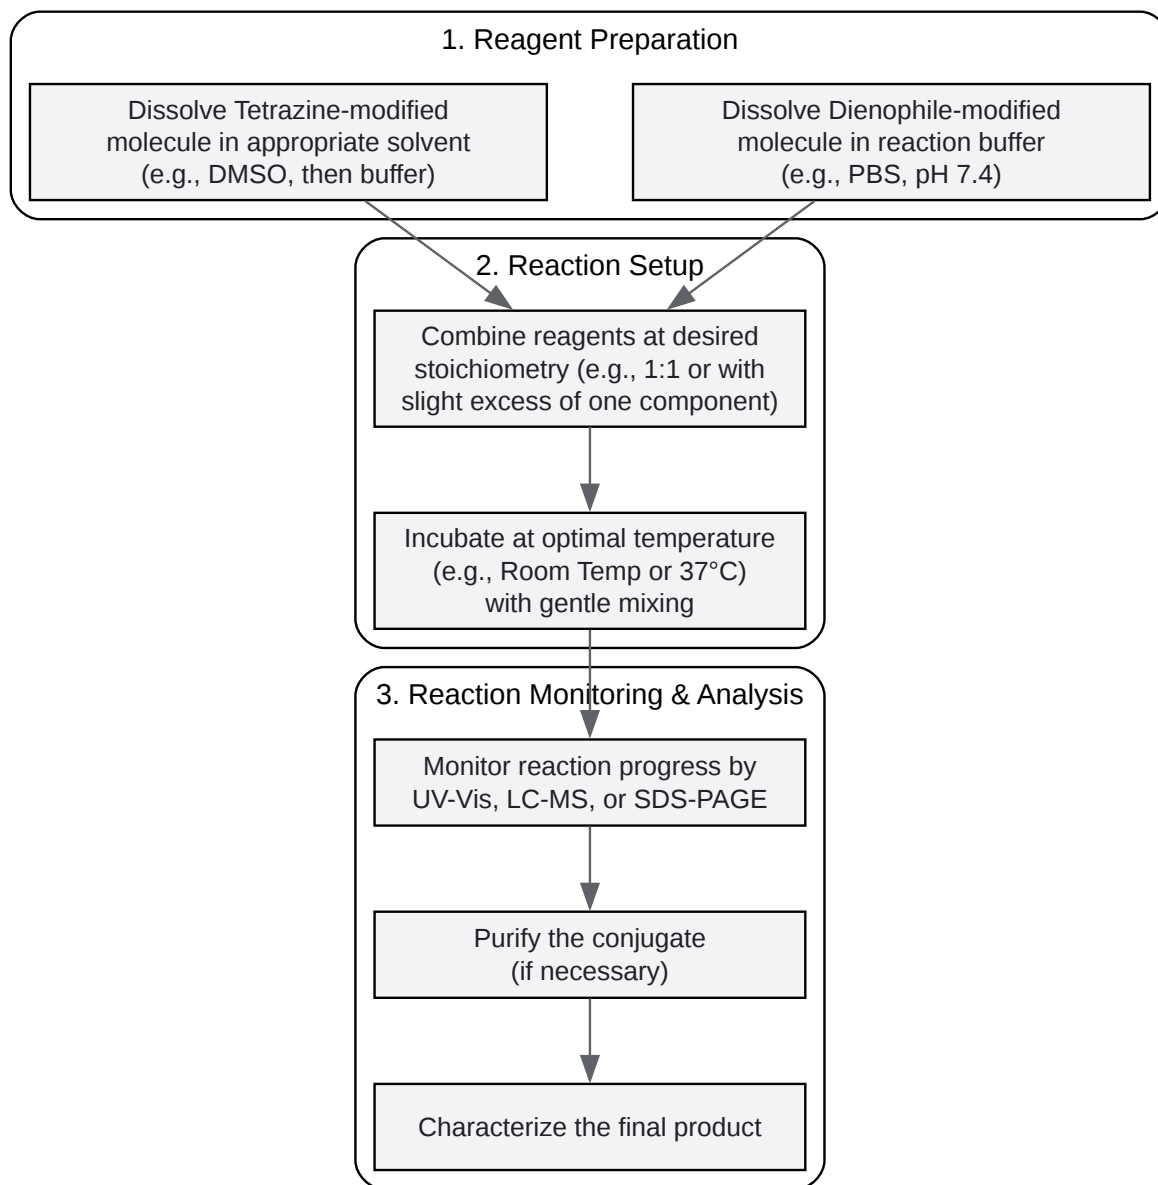 1. Reagent Preparation
Dissolve Tetrazine-modified
molecule in appropriate solvent
(e.g., DMSO, then buffer)
Dissolve Dienophile-modified
molecule in reaction buffer
(e.g., PBS, pH 7.4)
2. Reaction Setup
Combine reagents at desired
stoichiometry (e.g., 1:1 or with
slight excess of one component)
Incubate at optimal temperature
(e.g., Room Temp or 37°C)
with gentle mixing
3. Reaction Monitoring & Analysis
Monitor reaction progress by
UV-Vis, LC-MS, or SDS-PAGE
Purify the conjugate
(if necessary)
Characterize the final product